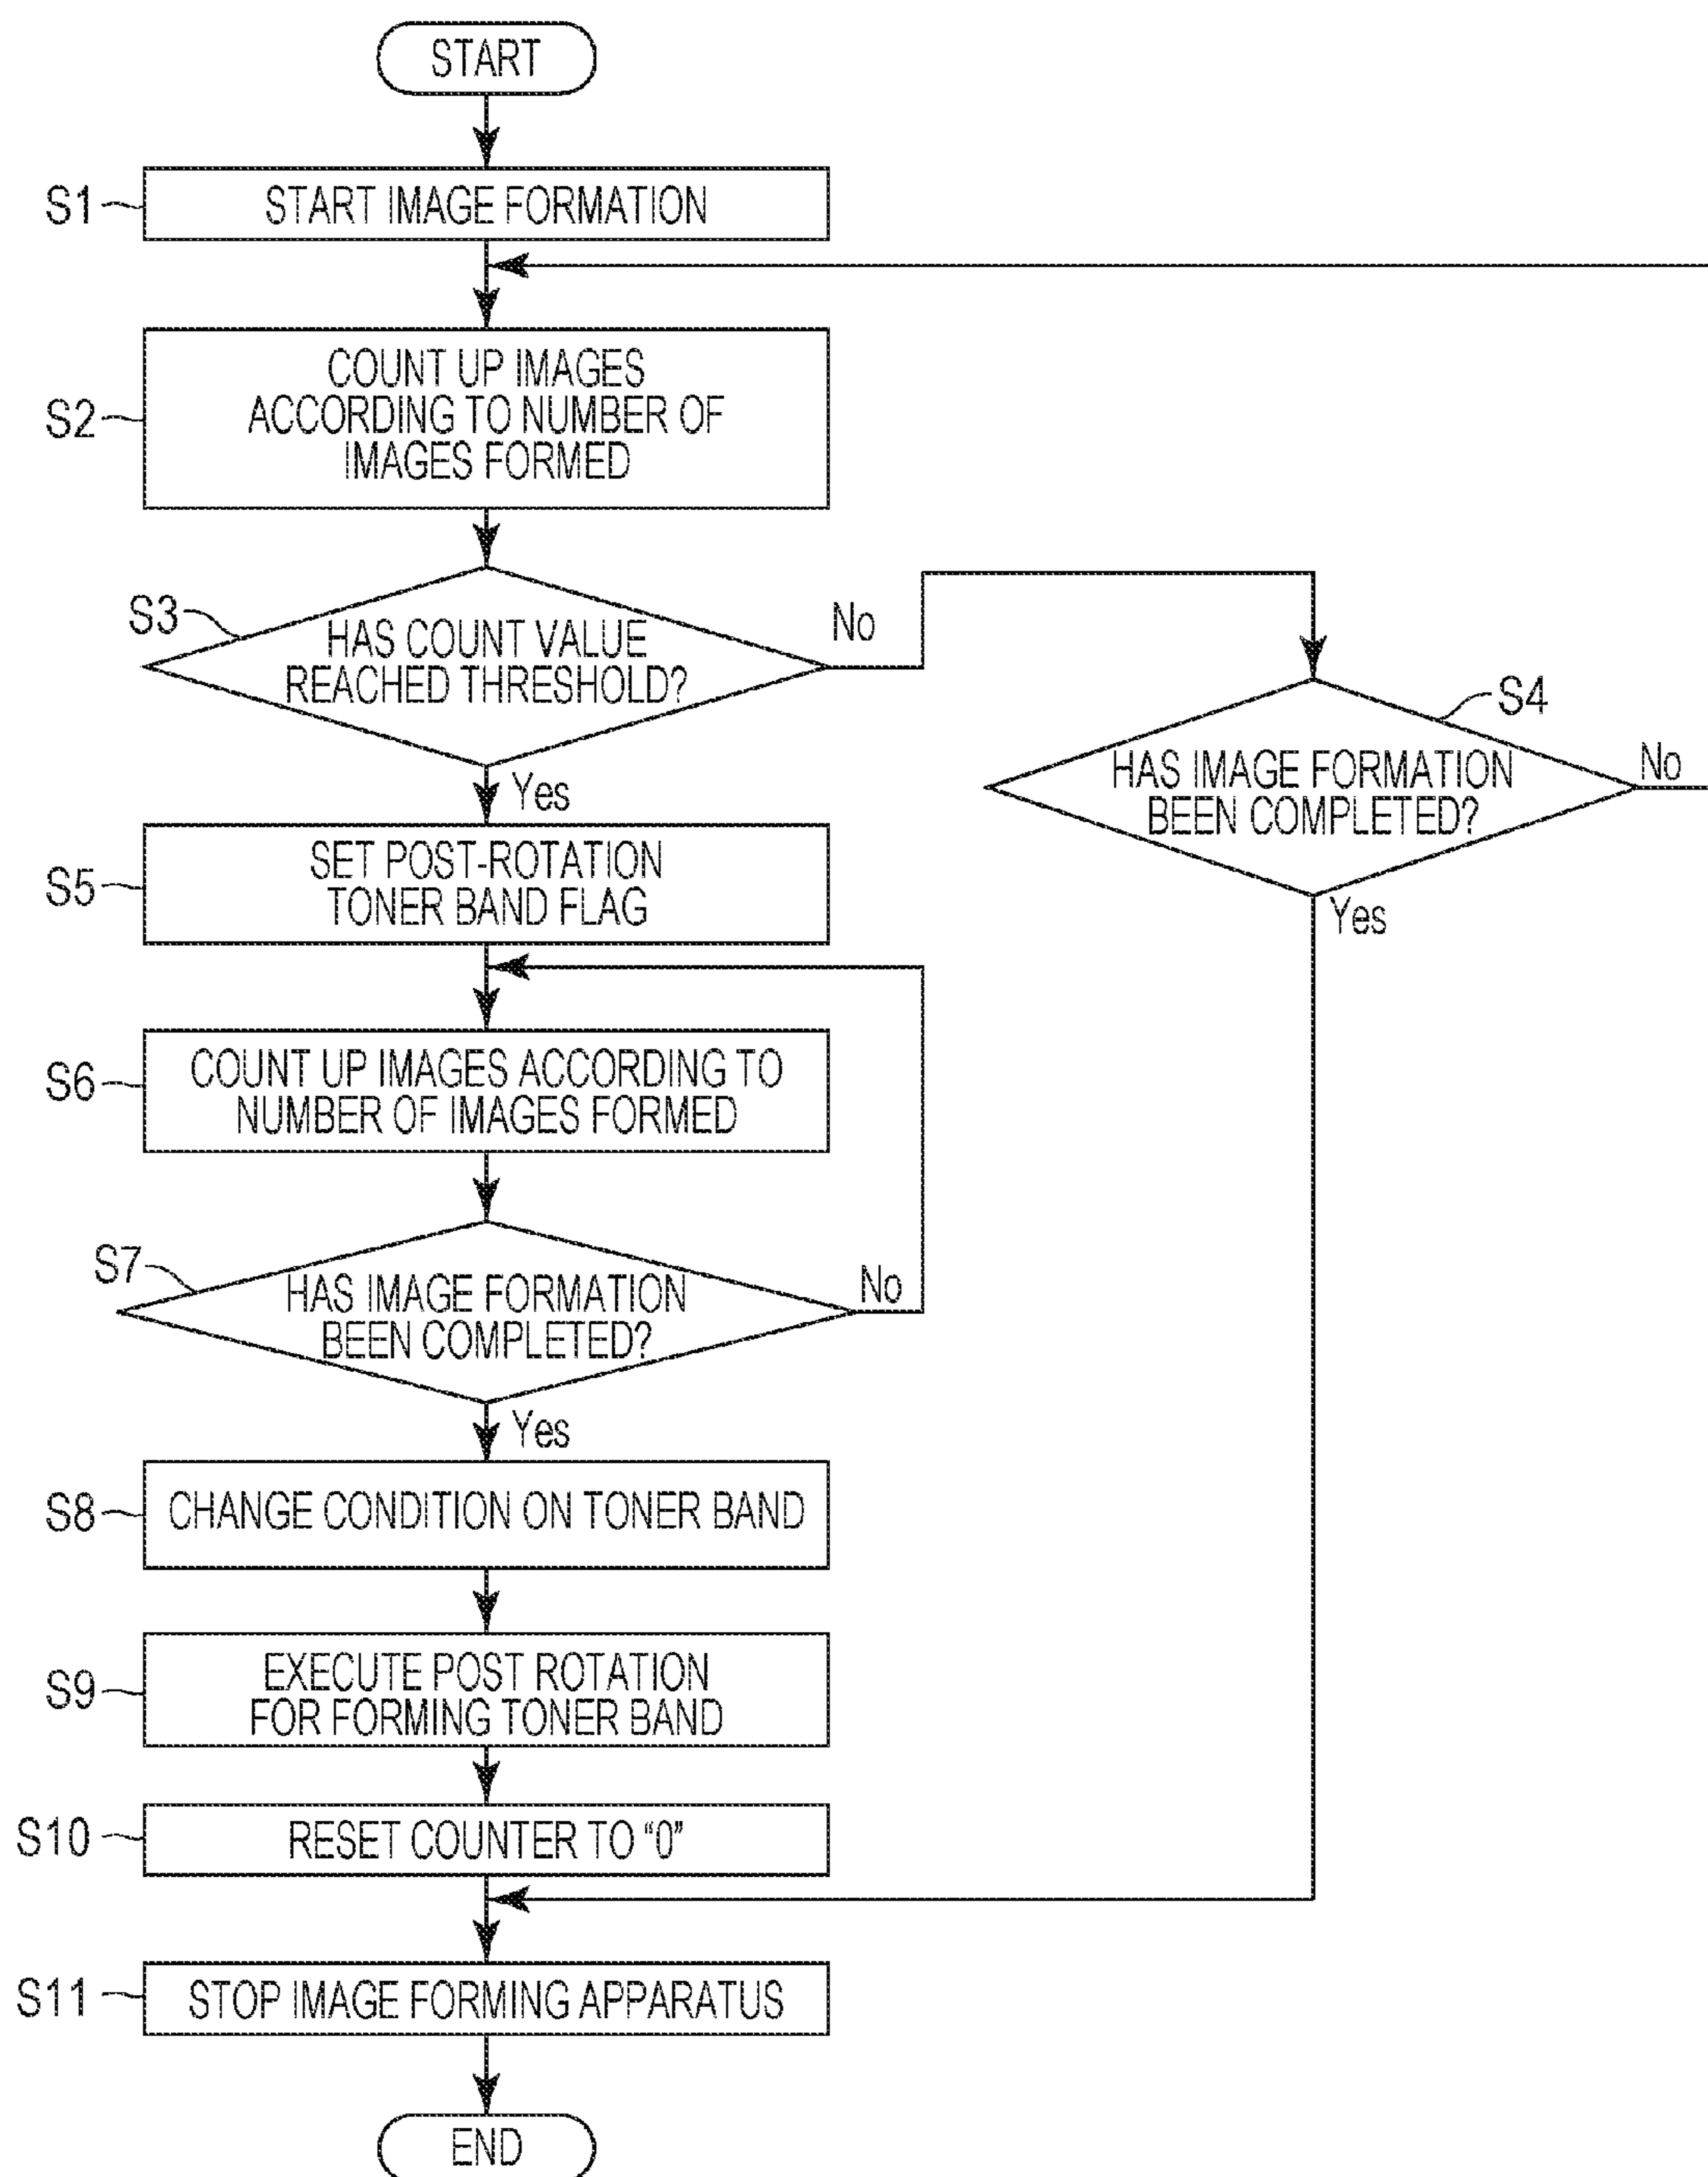 START
S1
START IMAGE FORMATION
S2
COUNT UP IMAGES
ACCORDING TO NUMBER OF
IMAGES FORMED
S3
HAS COUNT VALUE
REACHED THRESHOLD?
No
Yes
S4
HAS IMAGE FORMATION
BEEN COMPLETED?
No
Yes
S5
SET POST-ROTATION
TONER BAND FLAG
S6
COUNT UP IMAGES ACCORDING TO
NUMBER OF IMAGES FORMED
S7
HAS IMAGE FORMATION
BEEN COMPLETED?
No
Yes
S8
CHANGE CONDITION ON TONER BAND
S9
EXECUTE POST ROTATION
FOR FORMING TONER BAND
S10
RESET COUNTER TO “0”
S11
STOP IMAGE FORMING APPARATUS
END